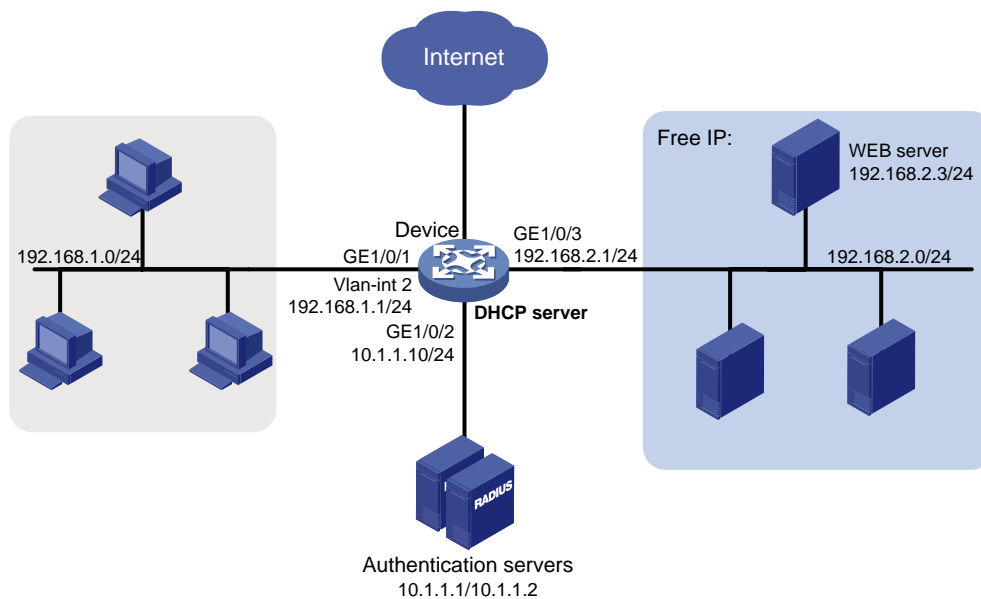 Internet
Free IP:
WEB server
192.168.2.3/24
Device
GE1/0/3
192.168.1.0/24
GE1/0/1
192.168.2.1/24
192.168.2.0/24
Vlan-int 2
192.168.1.1/24
DHCP server
GE1/0/2
10.1.1.10/24
RADIUS
Authentication servers
10.1.1.1/10.1.1.2